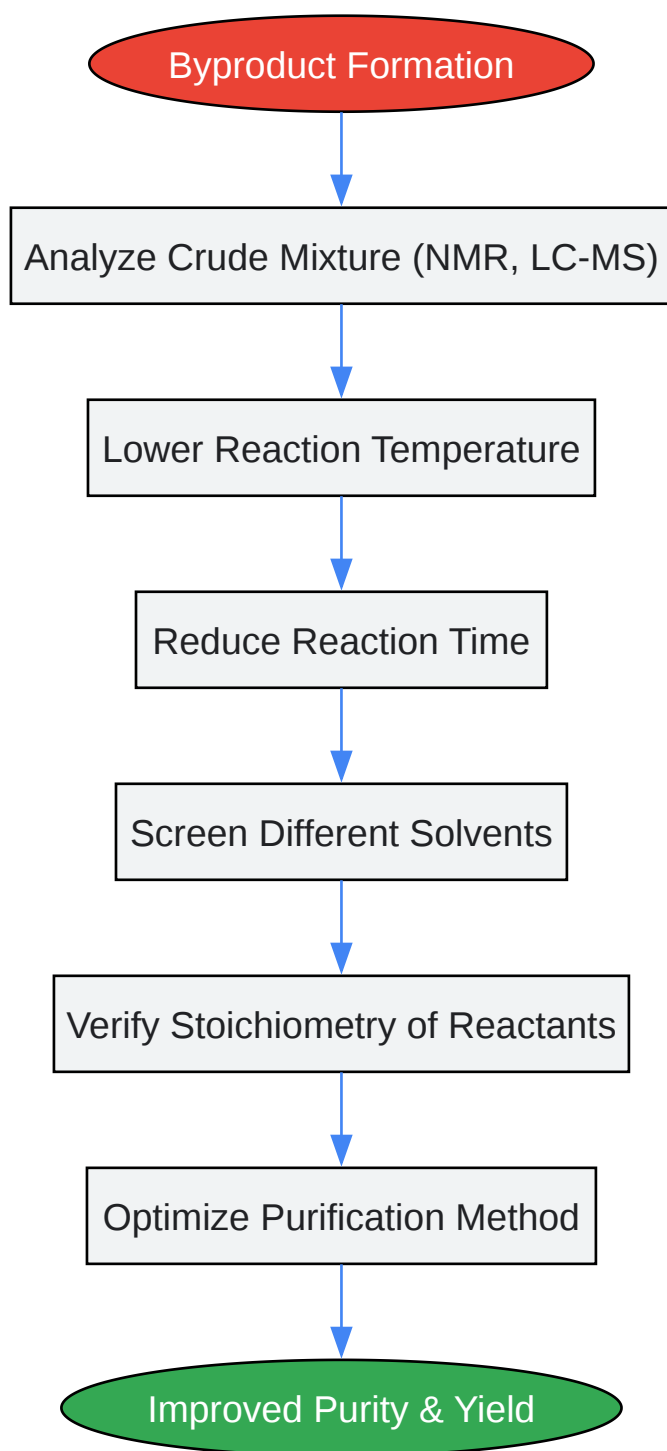 Byproduct Formation
Analyze Crude Mixture (NMR, LC-MS)
Lower Reaction Temperature
Reduce Reaction Time
Screen Different Solvents
Verify Stoichiometry of Reactants
Optimize Purification Method
Improved Purity & Yield